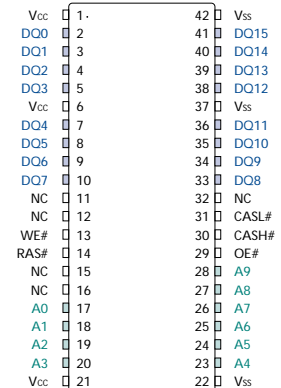 Vcc 1 42 Vss
DQ0 2 41 DQ15
DQ1 3 40 DQ14
DQ2 4 39 DQ13
DQ3 5 38 DQ12
Vcc 6 37 Vss
DQ4 7 36 DQ11
DQ5 8 35 DQ10
DQ6 9 34 DQ9
DQ7 10 33 DQ8
NC 11 32 NC
NC 12 31 CASL#
WE# 13 30 CASH#
RAS# 14 29 OE#
NC 15 28 A9
NC 16 27 A8
A0 17 26 A7
A1 18 25 A6
A2 19 24 A5
A3 20 23 A4
Vcc 21 22 Vss